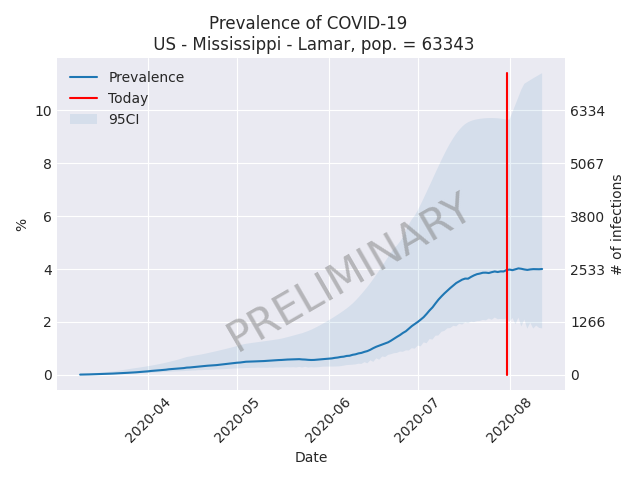 Prevalence of COVID-19
US - Mississippi - Lamar, pop. = 63343
Prevalence
Today
95CI
10
8
6
4
2
0
%
6334
5067
3800
2533
1266
0
# of infections
PRELIMINARY
2020-04
2020-05
2020-06
2020-07
2020-08
Date